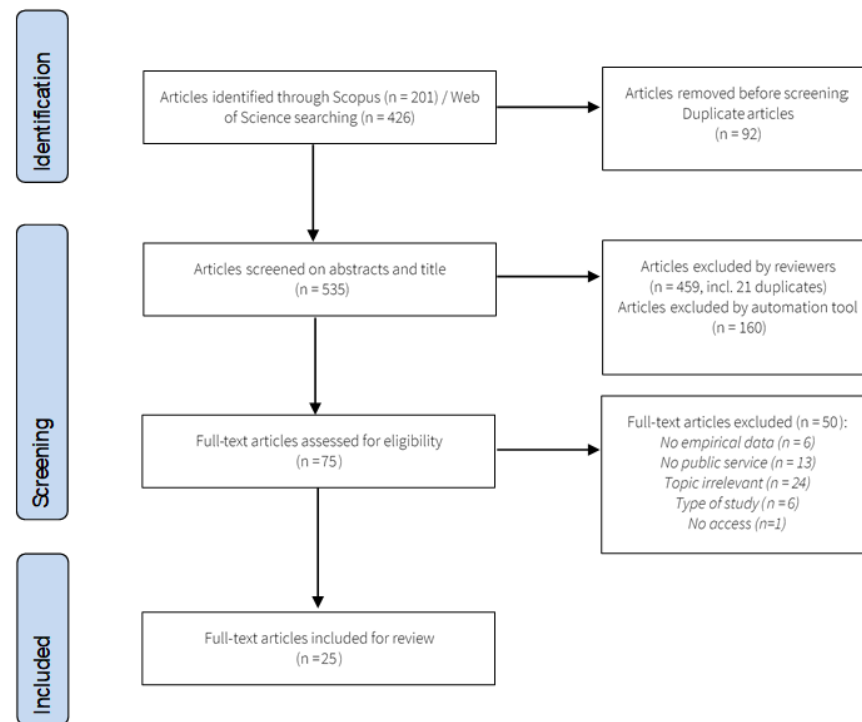 Identification
Articles identified through Scopus (n = 201) / Web
of Science searching (n = 426)
Articles removed before screening:
Duplicate articles
(n = 92)
Screening
Articles screened on abstracts and title
(n = 535)
Articles excluded by reviewers
(n = 459, incl. 21 duplicates)
Articles excluded by automation tool
(n = 160)
Full-text articles assessed for eligibility
(n =75)
Full-text articles excluded (n = 50):
No empirical data (n = 6)
No public service (n = 13)
Topic irrelevant (n = 24)
Type of study (n = 6)
No access (n=1)
Included
Full-text articles included for review
(n =25)